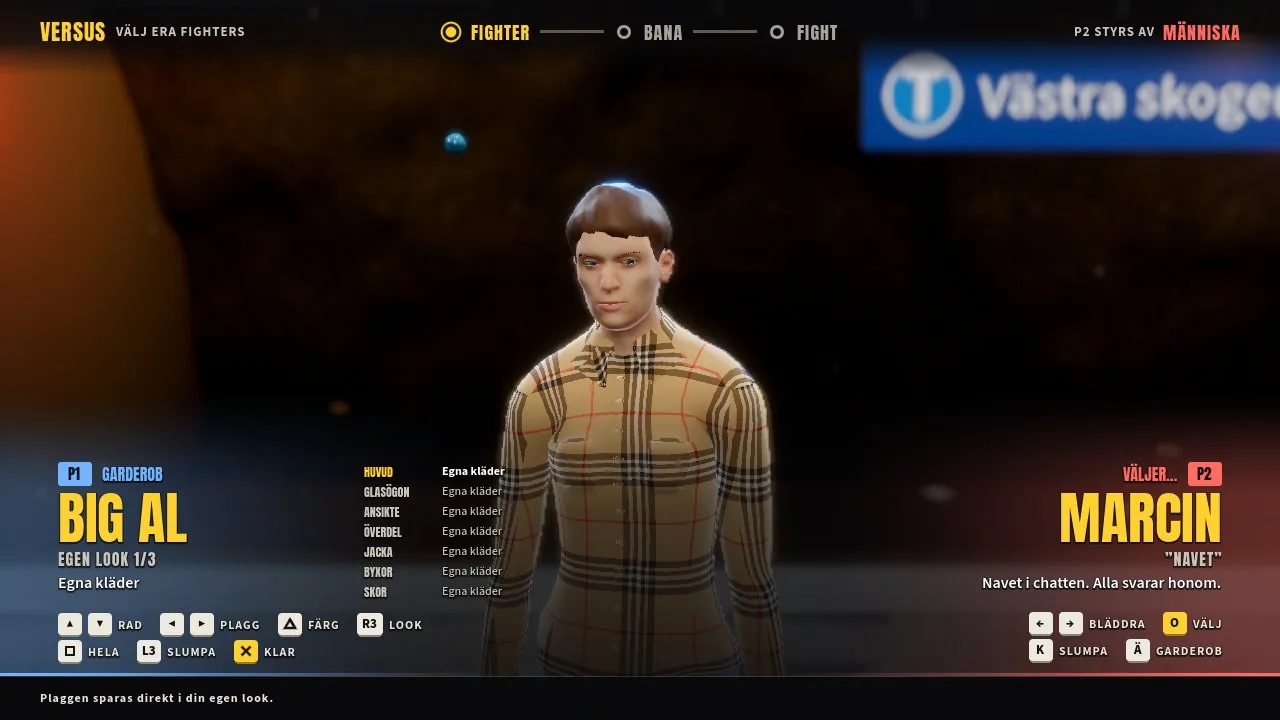 VERSUS VÄLJ ERA FIGHTERS
FIGHTER BANA FIGHT
P2 STYRS AV MÄNNISKA
T Västra skogen
P1 GARDEROB
BIG AL
EGEN LOOK 1/3
Egna kläder
HUVUD Egna kläder
GLASÖGON Egna kläder
ANSIKTE Egna kläder
ÖVERDEL Egna kläder
JACKA Egna kläder
BYXOR Egna kläder
SKOR Egna kläder
RAD PLAGG FÄRG R3 LOOK
HELA L3 SLUMPA KLAR
VÄLJER... P2
MARCIN
"NAVET"
Navet i chatten. Alla svarar honom.
BLÄDDRA O VÄLJ
K SLUMPA Ä GARDEROB
Plaggen sparas direkt i din egen look.